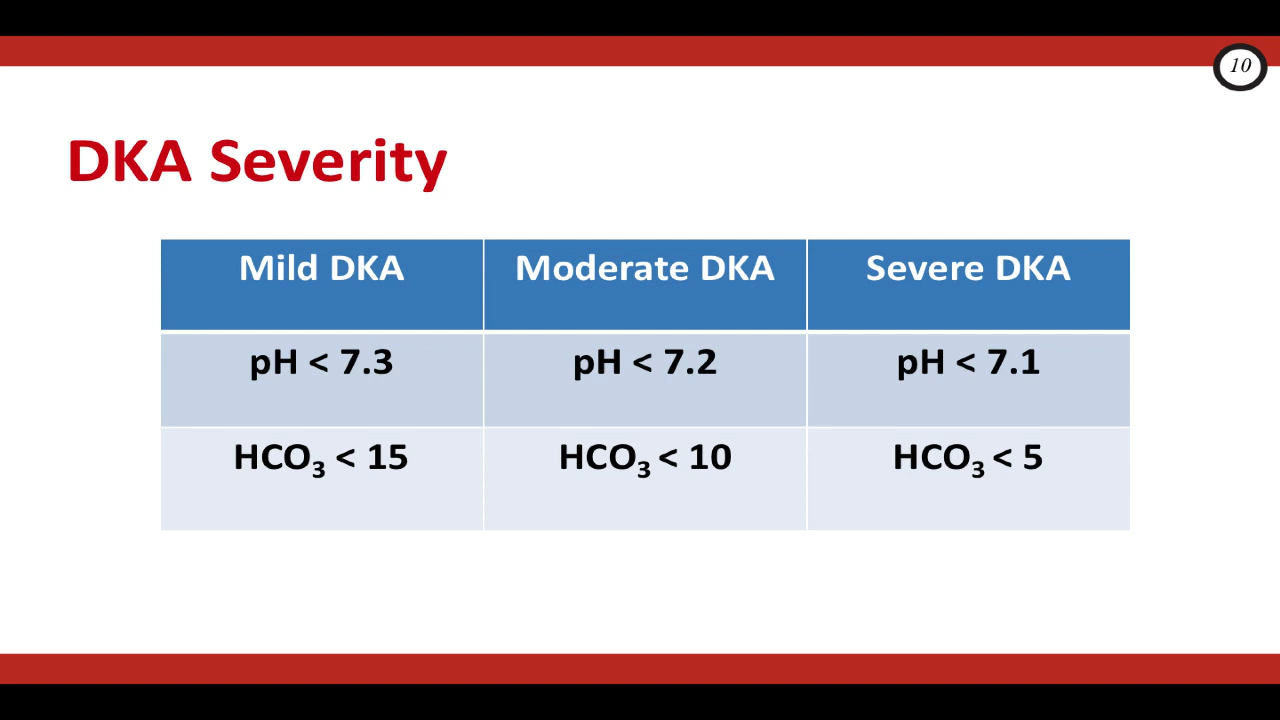 10
DKA Severity
Mild DKA Moderate DKA Severe DKA
pH < 7.3 pH < 7.2 pH < 7.1
HCO₃ < 15 HCO₃ < 10 HCO₃ < 5